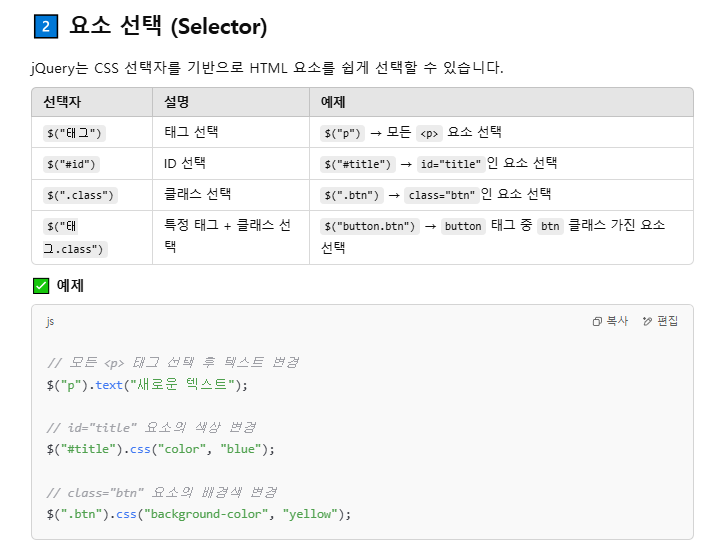 2 요소 선택 (Selector)
jQuery는 CSS 선택자를 기반으로 HTML 요소를 쉽게 선택할 수 있습니다.
선택자 설명 예제
$("태그") 태그 선택 $("p") → 모든 <p> 요소 선택
$("#id") ID 선택 $("#title") → id="title"인 요소 선택
$(".class") 클래스 선택 $(".btn") → class="btn"인 요소 선택
$("태
그.class")
특정 태그 + 클래스 선
택
$("button.btn") → button 태그 중 btn 클래스 가진 요소
선택
✅ 예제
js 복사 편집
// 모든 <p> 태그 선택 후 텍스트 변경
$("p").text("새로운 텍스트");
// id="title" 요소의 색상 변경
$("#title").css("color", "blue");
// class="btn" 요소의 배경색 변경
$(".btn").css("background-color", "yellow");